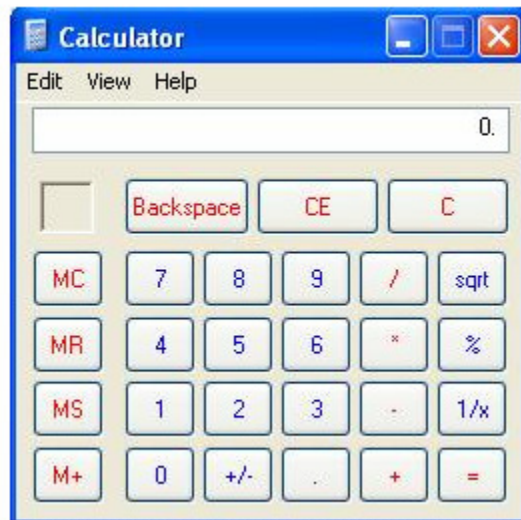 Calculator
Edit View Help
0.
Backspace CE C
MC 7 8 9 / sqrt
MR 4 5 6 * %
MS 1 2 3 - 1/x
M+ 0 +/- . + =